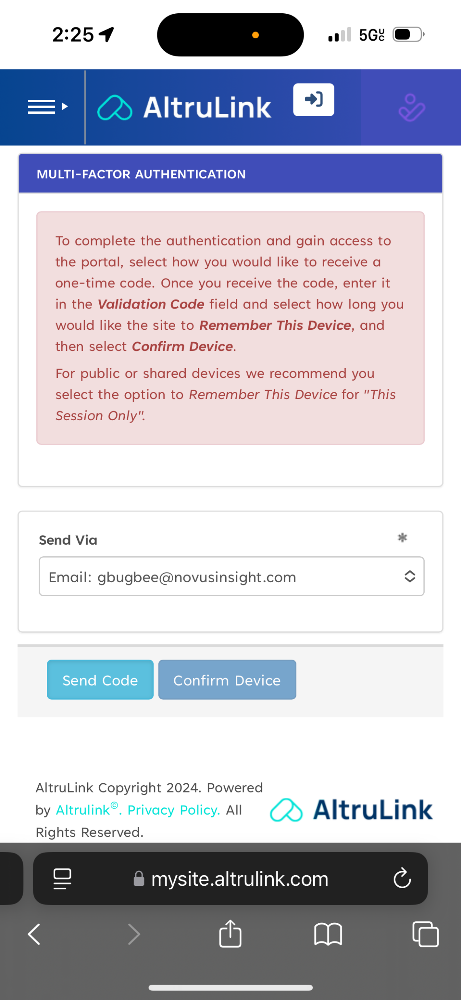 2:25
5G UC
AltruLink
MULTI-FACTOR AUTHENTICATION
To complete the authentication and gain access to
the portal, select how you would like to receive a
one-time code. Once you receive the code, enter it
in the Validation Code field and select how long you
would like the site to Remember This Device, and
then select Confirm Device.
For public or shared devices we recommend you
select the option to Remember This Device for "This
Session Only".
Send Via *
Email: gbugbee@novusinsight.com
Send Code Confirm Device
AltruLink Copyright 2024. Powered
by Altrulink©. Privacy Policy. All
Rights Reserved.
AltruLink
mysite.altrulink.com